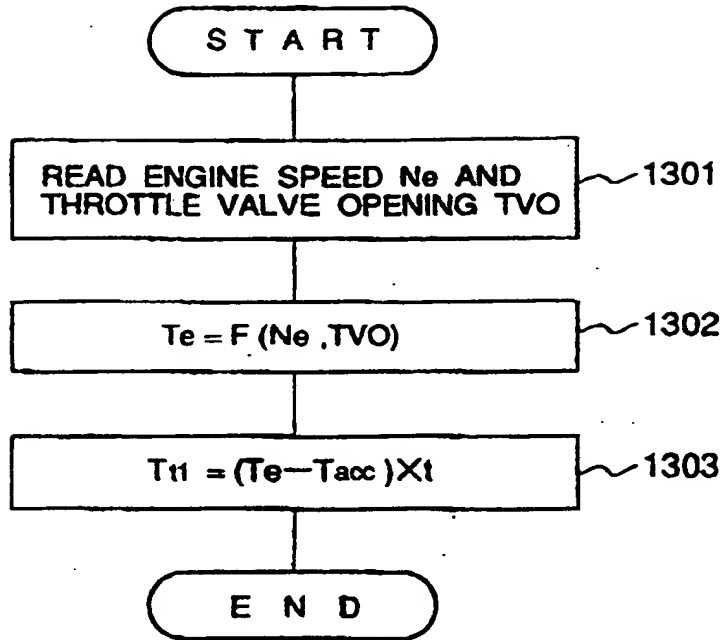 START
READ ENGINE SPEED Ne AND
THROTTLE VALVE OPENING TVO
1301
Te = F (Ne ,TVO)
1302
Tt1 = (Te−Tacc)×t
1303
END